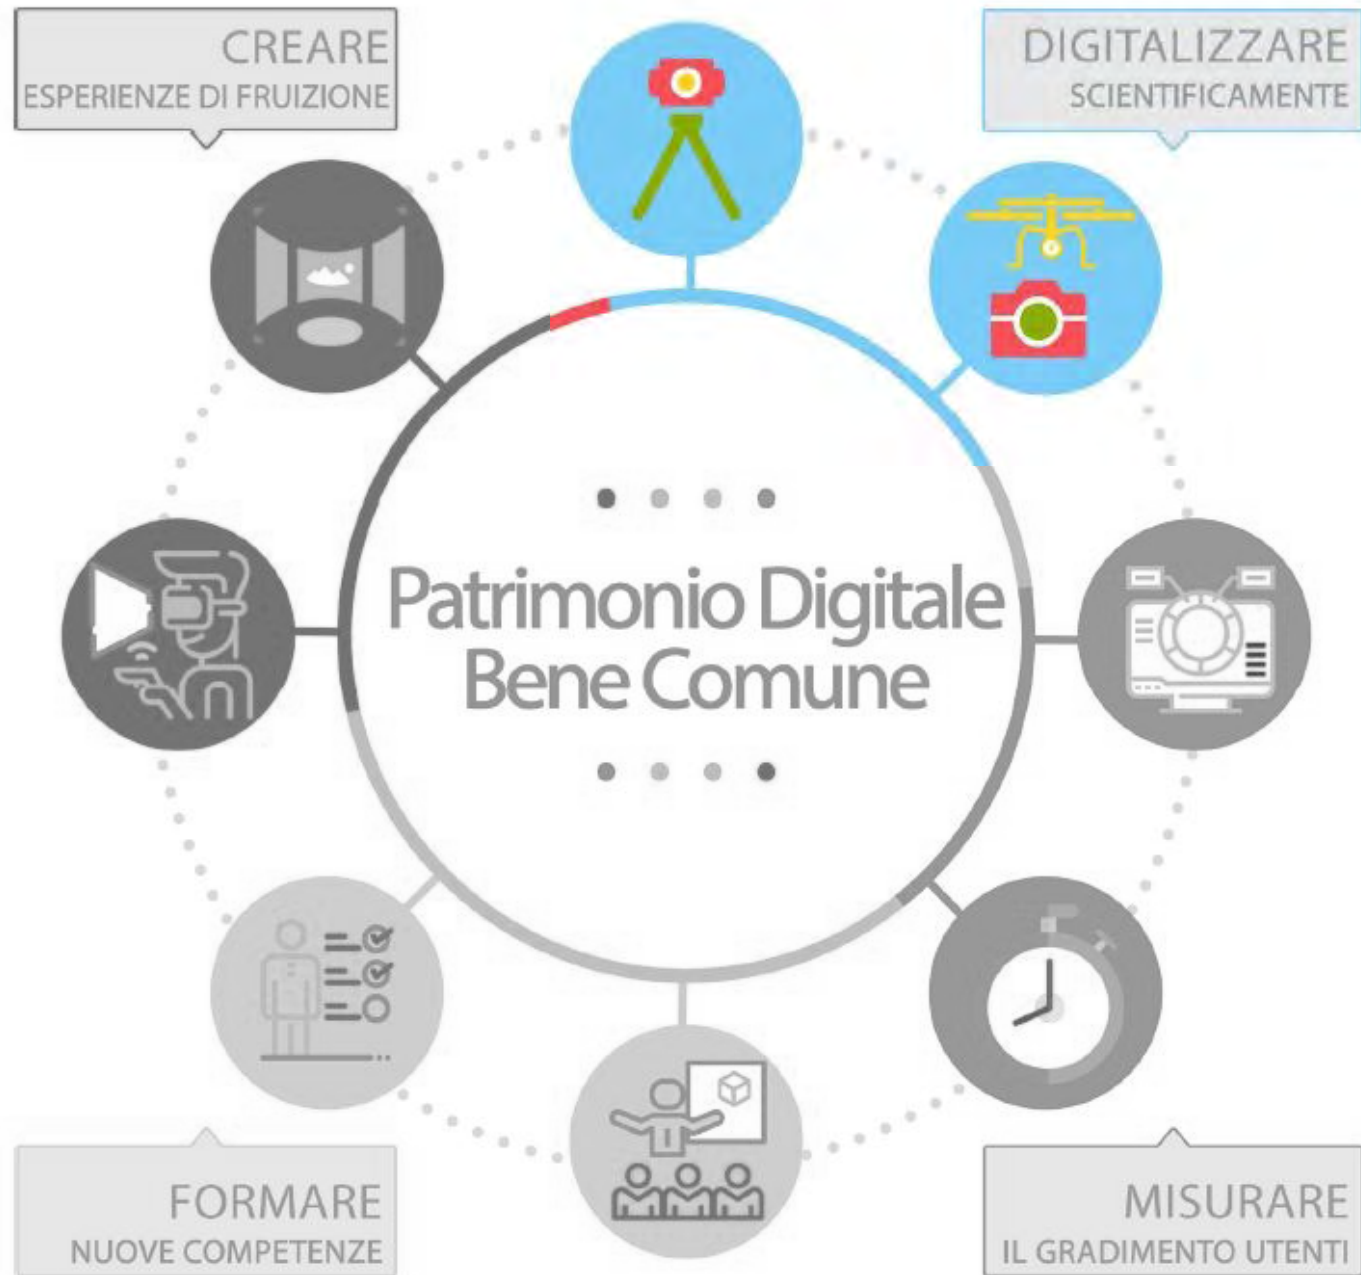 CREARE
ESPERIENZE DI FRUIZIONE
DIGITALIZZARE
SCIENTIFICAMENTE
Patrimonio Digitale
Bene Comune
FORMARE
NUOVE COMPETENZE
MISURARE
IL GRADIMENTO UTENTI